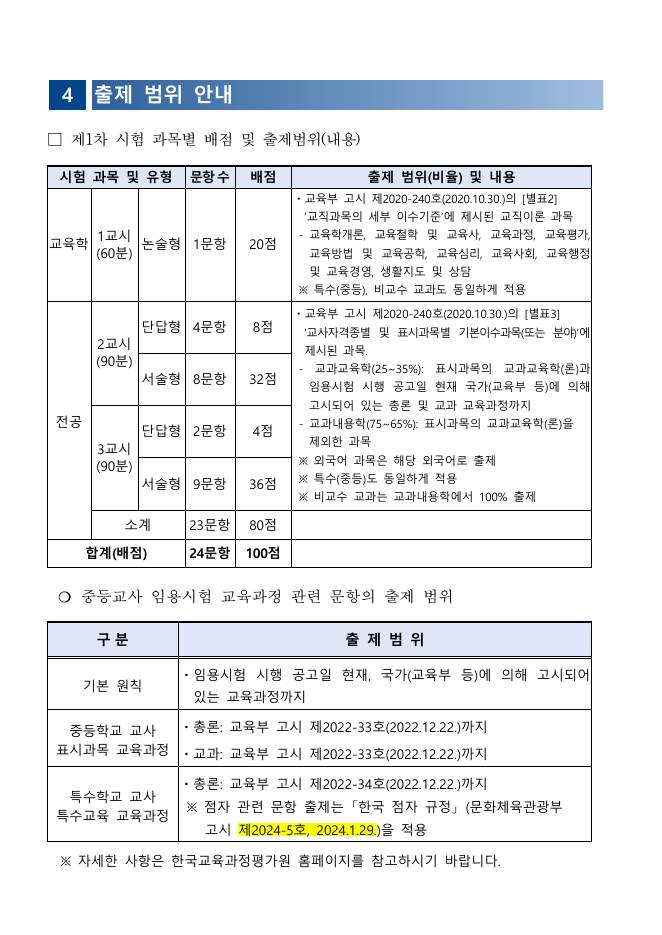 4 출제 범위 안내
□ 제1차 시험 과목별 배점 및 출제범위(내용)
시험 과목 및 유형 문항수 배점 출제 범위(비율) 및 내용
교육학 1교시 (60분) 논술형 1문항 20점
・교육부 고시 제2020-240호(2020.10.30.)의 [별표2]
'교직과목의 세부 이수기준'에 제시된 교직이론 과목
- 교육학개론, 교육철학 및 교육사, 교육과정, 교육평가,
교육방법 및 교육공학, 교육심리, 교육사회, 교육행정
및 교육경영, 생활지도 및 상담
※ 특수(중등), 비교수 교과도 동일하게 적용
전공
2교시 (90분)
단답형 4문항 8점
서술형 8문항 32점
3교시 (90분)
단답형 2문항 4점
서술형 9문항 36점
・교육부 고시 제2020-240호(2020.10.30.)의 [별표3]
'교사자격종별 및 표시과목별 기본이수과목(또는 분야)'에
제시된 과목.
- 교과교육학(25~35%): 표시과목의 교과교육학(론)과
임용시험 시행 공고일 현재 국가(교육부 등)에 의해
고시되어 있는 총론 및 교과 교육과정까지
- 교과내용학(75~65%): 표시과목의 교과교육학(론)을
제외한 과목
※ 외국어 과목은 해당 외국어로 출제
※ 특수(중등)도 동일하게 적용
※ 비교수 교과는 교과내용학에서 100% 출제
소계 23문항 80점
합계(배점) 24문항 100점
❍ 중등교사 임용시험 교육과정 관련 문항의 출제 범위
구 분 출 제 범 위
기본 원칙
・임용시험 시행 공고일 현재, 국가(교육부 등)에 의해 고시되어
있는 교육과정까지
중등학교 교사
표시과목 교육과정
・총론: 교육부 고시 제2022-33호(2022.12.22.)까지
・교과: 교육부 고시 제2022-33호(2022.12.22.)까지
특수학교 교사
특수교육 교육과정
・총론: 교육부 고시 제2022-34호(2022.12.22.)까지
※ 점자 관련 문항 출제는「한국 점자 규정」(문화체육관광부
고시 제2024-5호, 2024.1.29.)을 적용
※ 자세한 사항은 한국교육과정평가원 홈페이지를 참고하시기 바랍니다.